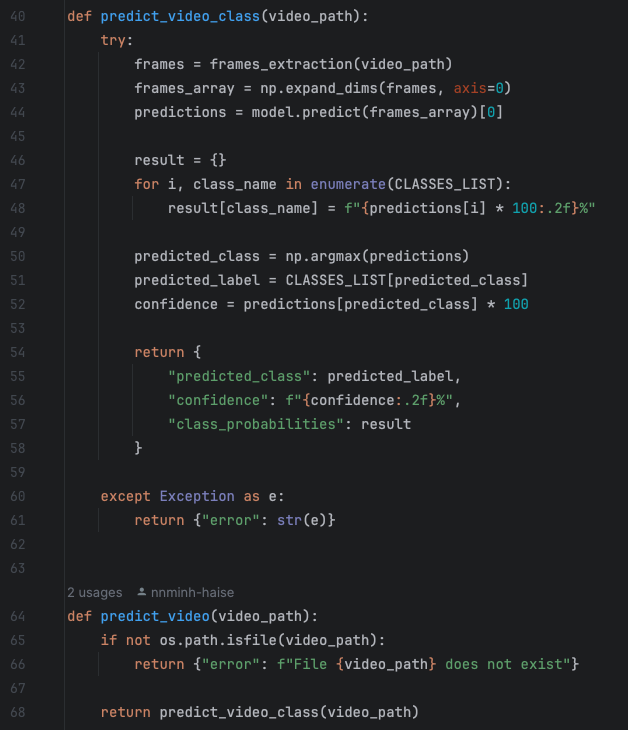 40 def predict_video_class(video_path):
41     try:
42         frames = frames_extraction(video_path)
43         frames_array = np.expand_dims(frames, axis=0)
44         predictions = model.predict(frames_array)[0]
45
46         result = {}
47         for i, class_name in enumerate(CLASSES_LIST):
48             result[class_name] = f"{predictions[i] * 100:.2f}%"
49
50         predicted_class = np.argmax(predictions)
51         predicted_label = CLASSES_LIST[predicted_class]
52         confidence = predictions[predicted_class] * 100
53
54         return {
55             "predicted_class": predicted_label,
56             "confidence": f"{confidence:.2f}%",
57             "class_probabilities": result
58         }
59
60     except Exception as e:
61         return {"error": str(e)}
62
63
2 usages nnminh-haise
64 def predict_video(video_path):
65     if not os.path.isfile(video_path):
66         return {"error": f"File {video_path} does not exist"}
67
68     return predict_video_class(video_path)